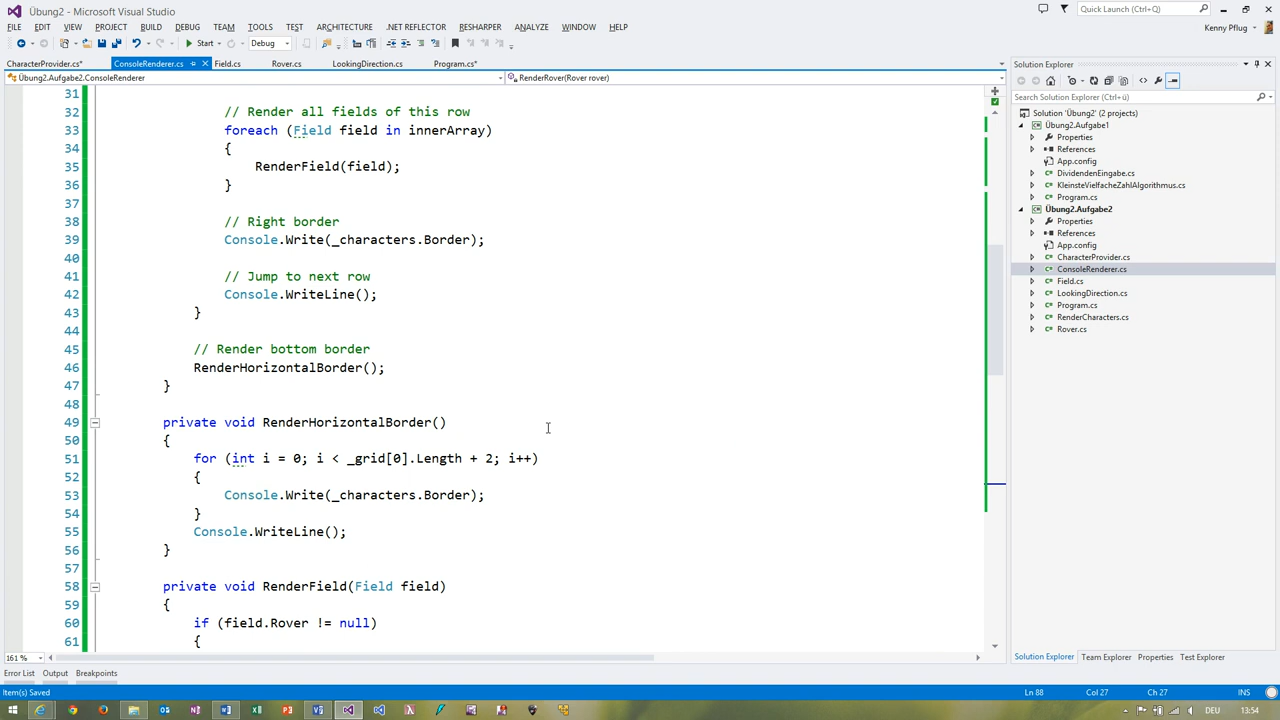 Übung2 - Microsoft Visual Studio
Quick Launch (Ctrl+Q)
FILE EDIT VIEW PROJECT BUILD DEBUG TEAM TOOLS TEST ARCHITECTURE .NET REFLECTOR RESHARPER ANALYZE WINDOW HELP
Kenny Pflug
Start Debug
CharacterProvider.cs* ConsoleRenderer.cs Field.cs Rover.cs LookingDirection.cs Program.cs*
Übung2.Aufgabe2.ConsoleRenderer RenderRover(Rover rover)
31
32 // Render all fields of this row
33 foreach (Field field in innerArray)
34 {
35 RenderField(field);
36 }
37
38 // Right border
39 Console.Write(_characters.Border);
40
41 // Jump to next row
42 Console.WriteLine();
43 }
44
45 // Render bottom border
46 RenderHorizontalBorder();
47 }
48
49 private void RenderHorizontalBorder()
50 {
51 for (int i = 0; i < _grid[0].Length + 2; i++)
52 {
53 Console.Write(_characters.Border);
54 }
55 Console.WriteLine();
56 }
57
58 private void RenderField(Field field)
59 {
60 if (field.Rover != null)
61 {
161 %
Solution Explorer
Search Solution Explorer (Ctrl+ü)
Solution 'Übung2' (2 projects)
Übung2.Aufgabe1
Properties
References
App.config
DividendenEingabe.cs
KleinsteVielfacheZahlAlgorithmus.cs
Program.cs
Übung2.Aufgabe2
Properties
References
App.config
CharacterProvider.cs
ConsoleRenderer.cs
Field.cs
LookingDirection.cs
Program.cs
RenderCharacters.cs
Rover.cs
Solution Explorer Team Explorer Properties Test Explorer
Error List Output Breakpoints
Item(s) Saved Ln 88 Col 27 Ch 27 INS
DEU 13:54